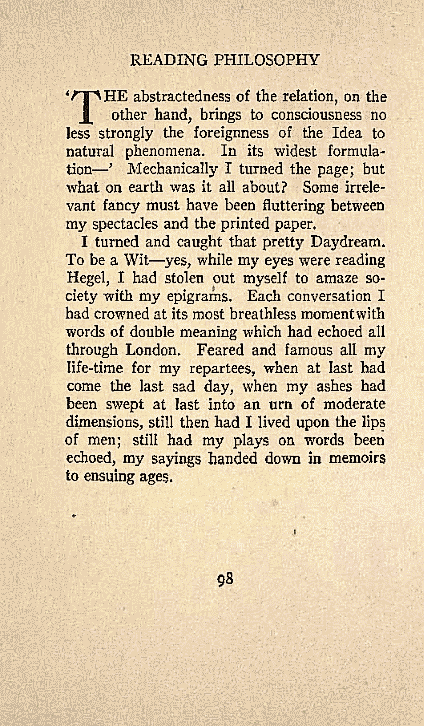 READING PHILOSOPHY
‘THE abstractedness of the relation, on the
other hand, brings to consciousness no
less strongly the foreignness of the Idea to
natural phenomena. In its widest formula-
tion—’ Mechanically I turned the page; but
what on earth was it all about? Some irrele-
vant fancy must have been fluttering between
my spectacles and the printed paper.
I turned and caught that pretty Daydream.
To be a Wit—yes, while my eyes were reading
Hegel, I had stolen out myself to amaze so-
ciety with my epigrams. Each conversation I
had crowned at its most breathless moment with
words of double meaning which had echoed all
through London. Feared and famous all my
life-time for my repartees, when at last had
come the last sad day, when my ashes had
been swept at last into an urn of moderate
dimensions, still then had I lived upon the lips
of men; still had my plays on words been
echoed, my sayings handed down in memoirs
to ensuing ages.
98